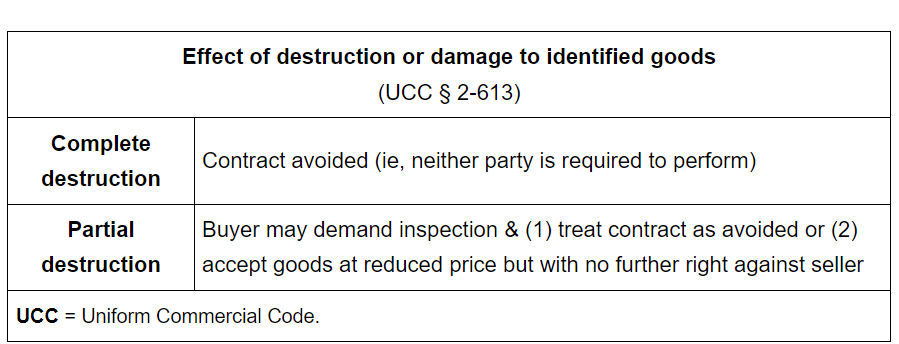 Effect of destruction or damage to identified goods
(UCC § 2-613)
Complete
destruction
Contract avoided (ie, neither party is required to perform)
Partial
destruction
Buyer may demand inspection & (1) treat contract as avoided or (2)
accept goods at reduced price but with no further right against seller
UCC = Uniform Commercial Code.